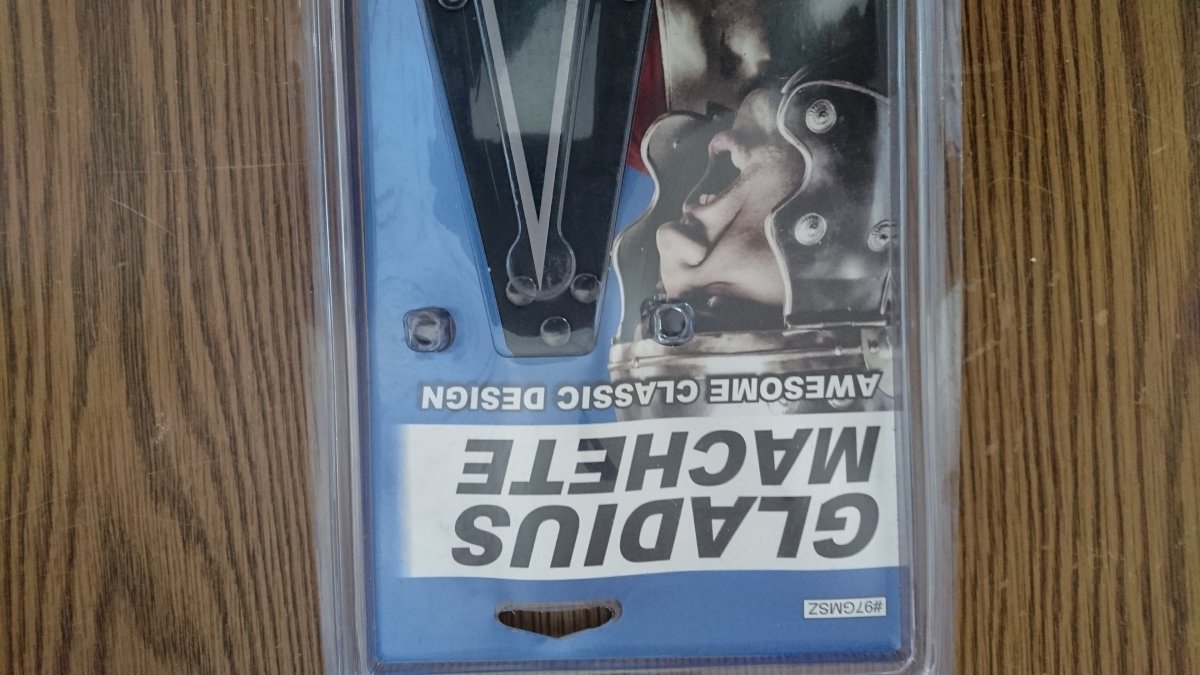 #97GMSZ
GLADIUS
MACHETE
AWESOME CLASSIC DESIGN